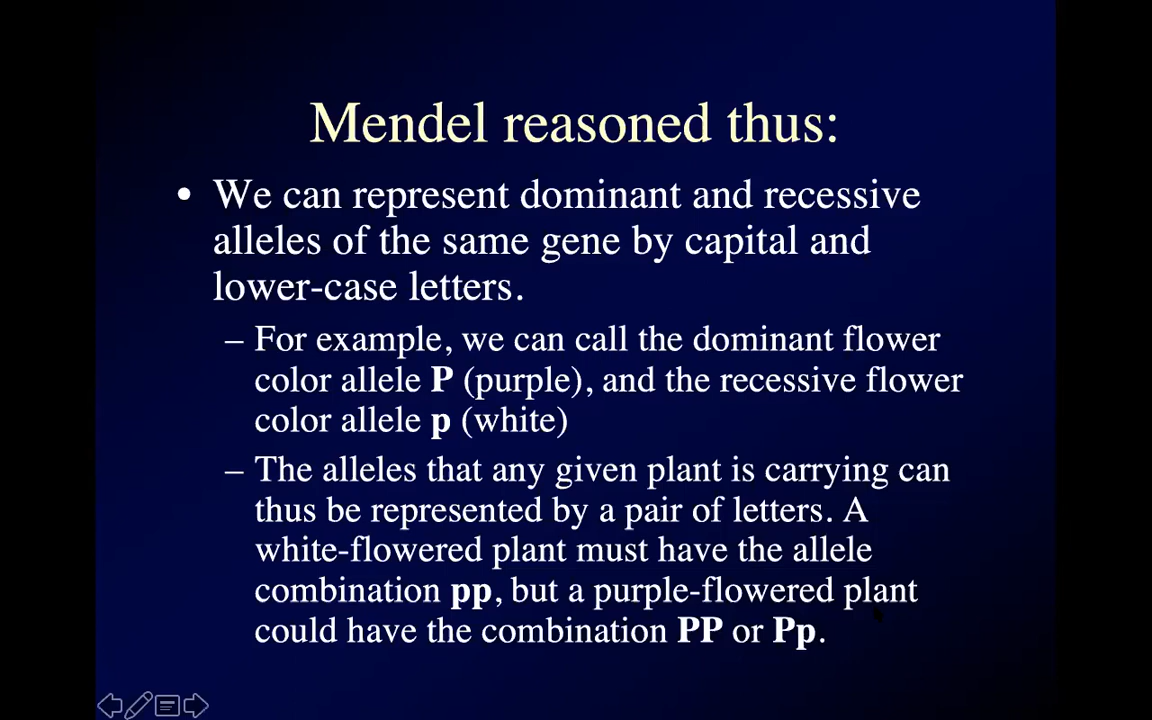 Mendel reasoned thus:
• We can represent dominant and recessive
alleles of the same gene by capital and
lower-case letters.
– For example, we can call the dominant flower
color allele P (purple), and the recessive flower
color allele p (white)
– The alleles that any given plant is carrying can
thus be represented by a pair of letters. A
white-flowered plant must have the allele
combination pp, but a purple-flowered plant
could have the combination PP or Pp.